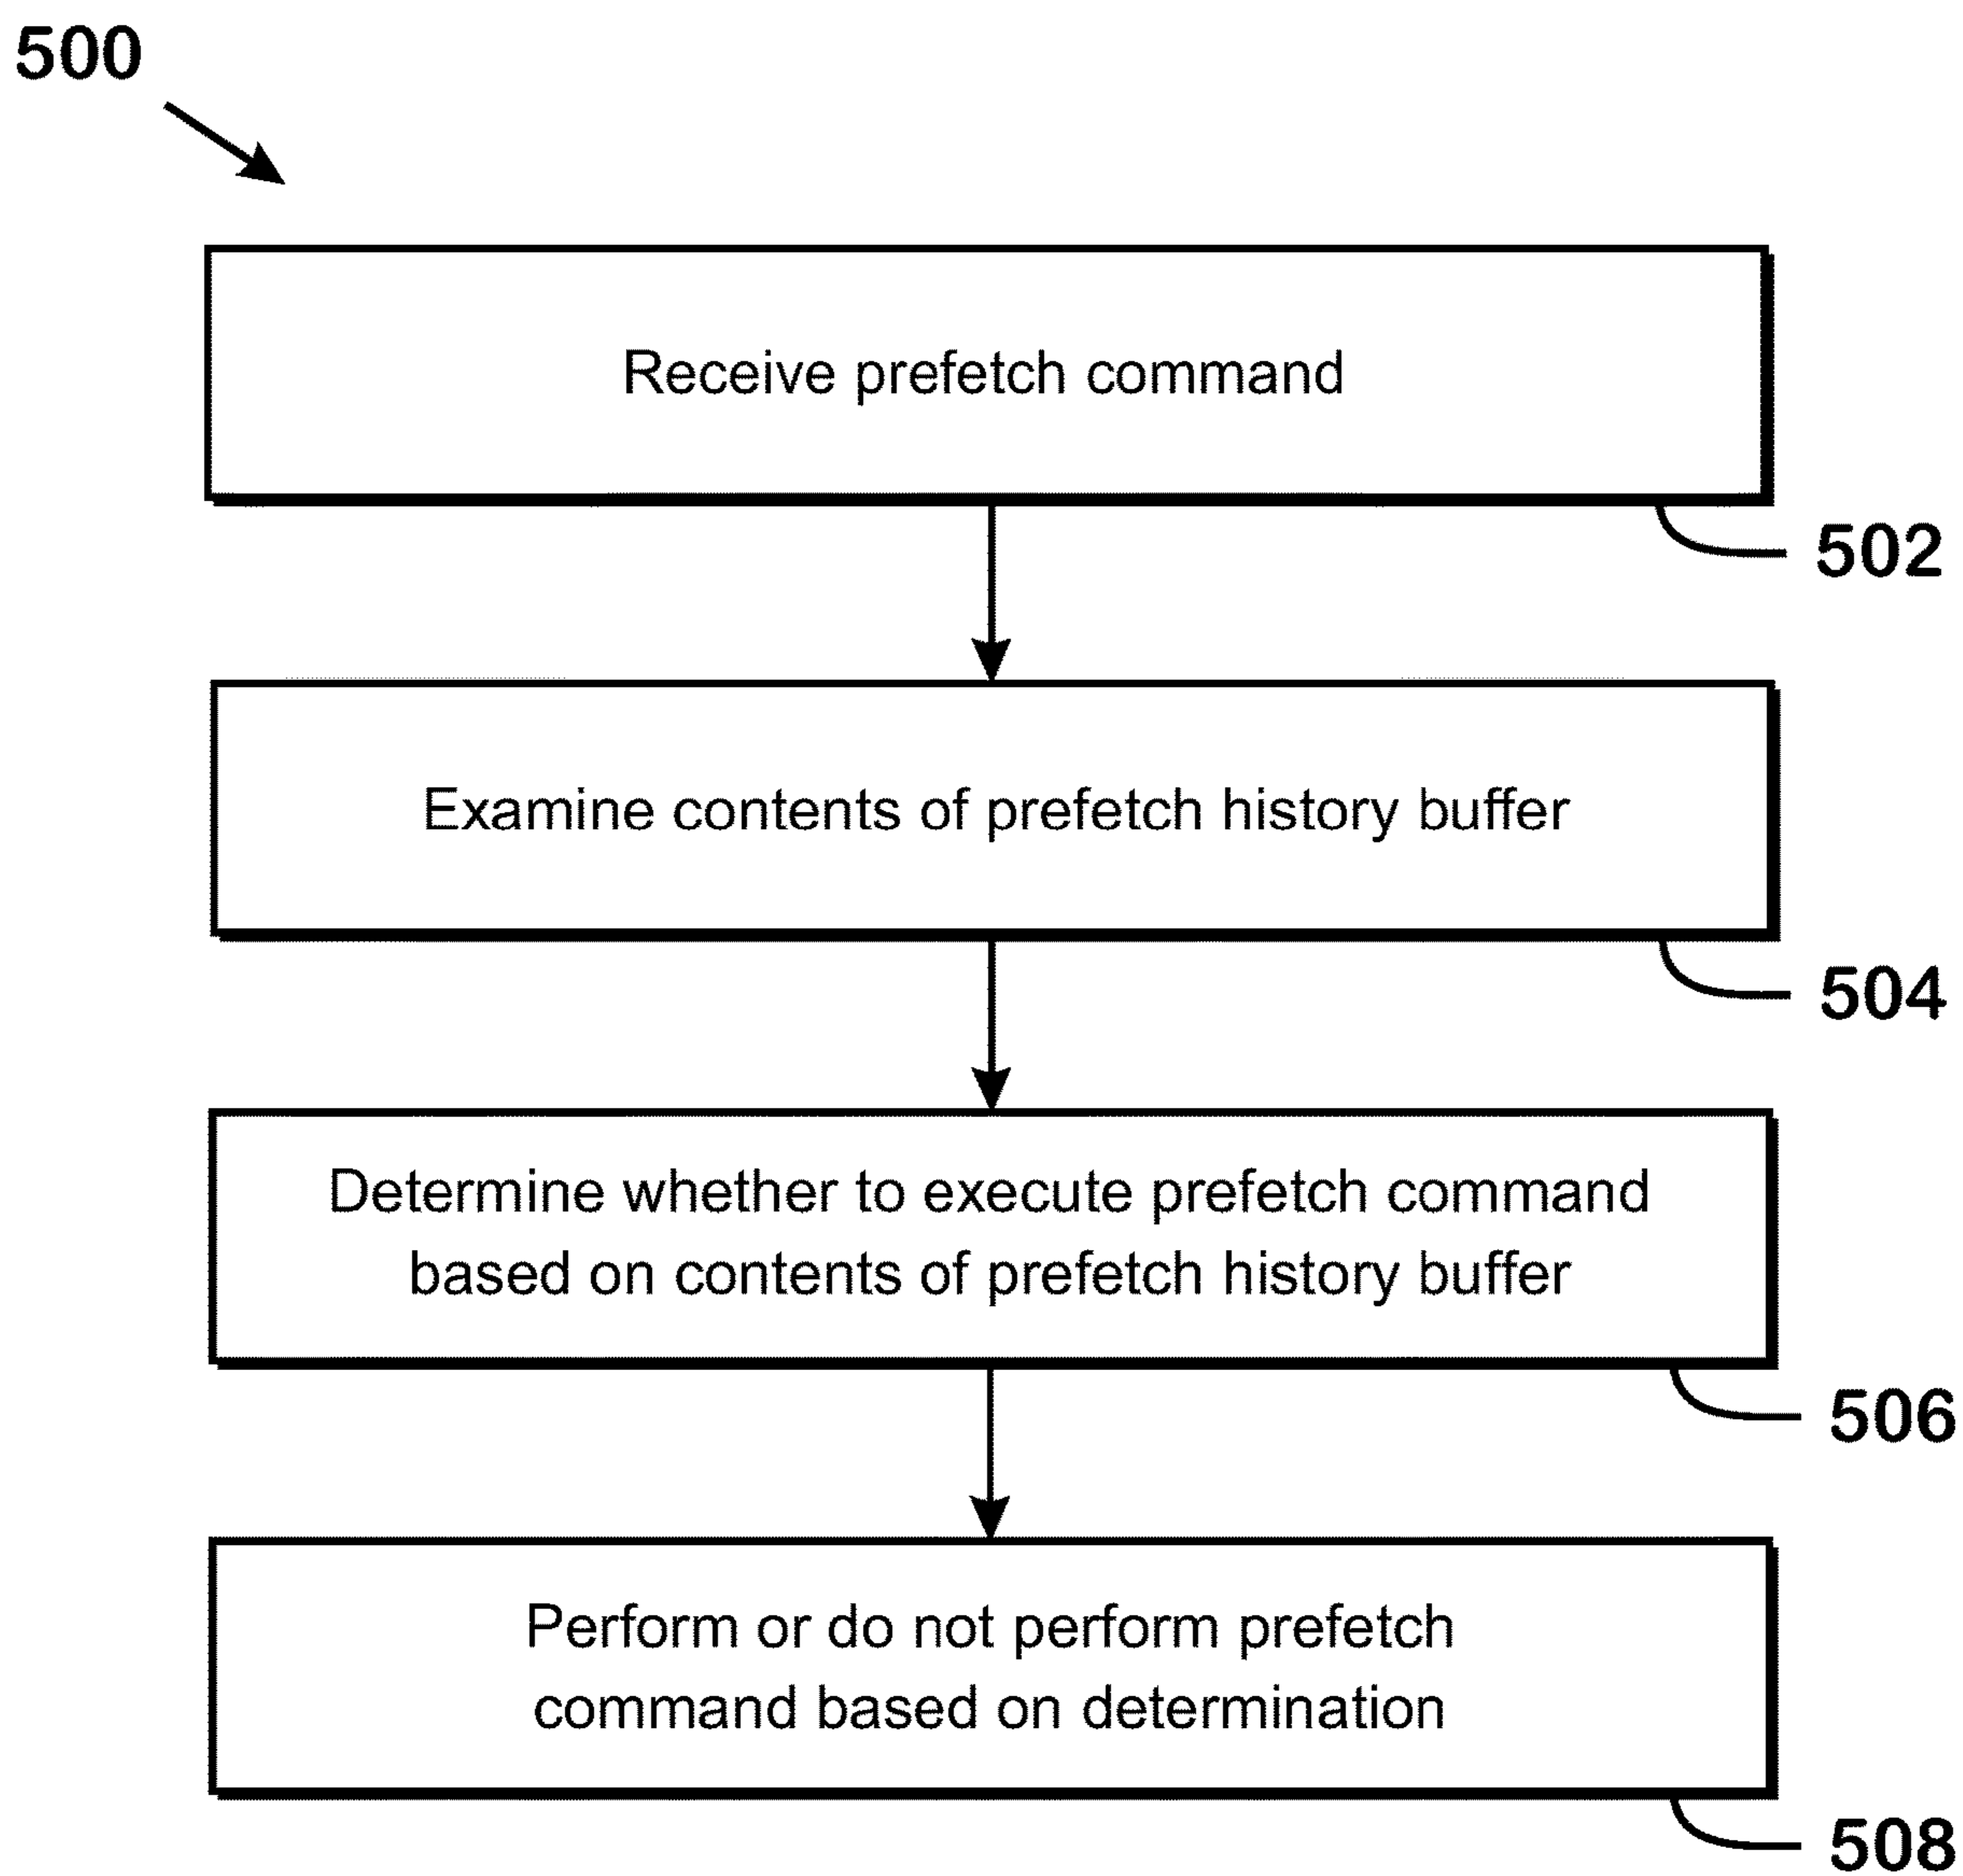 500
Receive prefetch command
502
Examine contents of prefetch history buffer
504
Determine whether to execute prefetch command
based on contents of prefetch history buffer
506
Perform or do not perform prefetch
command based on determination
508